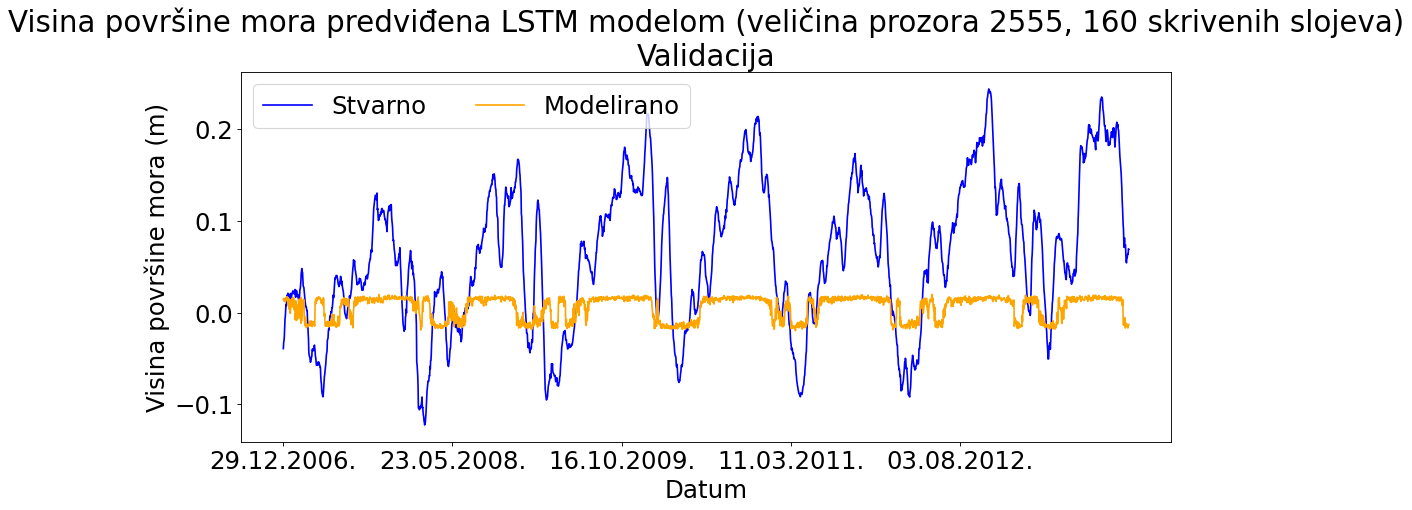 Visina površine mora predviđena LSTM modelom (veličina prozora 2555, 160 skrivenih slojeva)
Validacija
Stvarno Modelirano
Visina površine mora (m)
0.2
0.1
0.0
−0.1
29.12.2006. 23.05.2008. 16.10.2009. 11.03.2011. 03.08.2012.
Datum